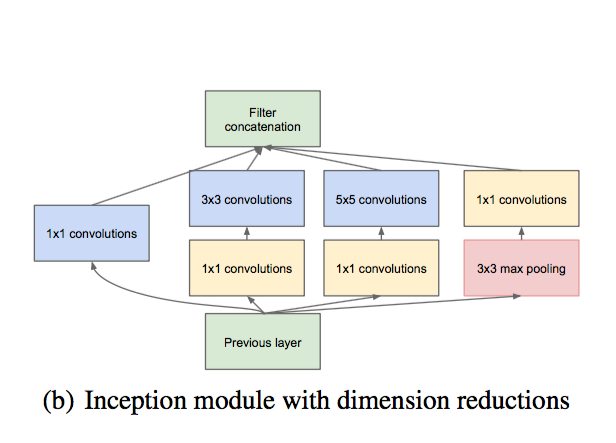 Filter
concatenation
3x3 convolutions
5x5 convolutions
1x1 convolutions
1x1 convolutions
1x1 convolutions
1x1 convolutions
3x3 max pooling
Previous layer
(b) Inception module with dimension reductions